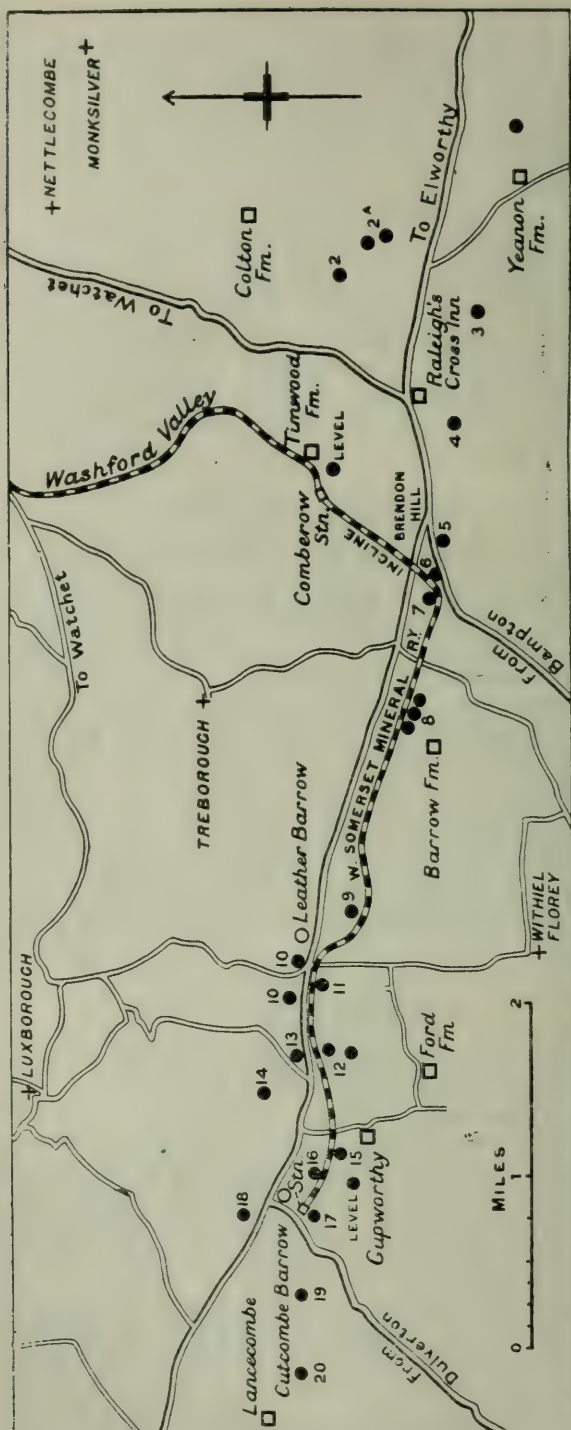 NETTLECOMBE
MONKSILVER
To Watchet
Colton
Fm.
2
2A
To Elworthy
Yeanon
Fm.
Raleigh's
Cross Inn
3
4
Washford Valley
Timwood
Fm.
LEVEL
Comberow
Stn.
INCLINE
BRENDON
HILL
5
6
7
From
Bampton
To Watchet
TREBOROUGH
W. SOMERSET MINERAL RY.
8
Barrow Fm.
Leather Barrow
9
10
10
11
WITHIEL
FLOREY
LUXBOROUGH
13
12
14
Ford
Fm
Stn.
16
15
LEVEL
Gupworthy
17
18
Cutcombe Barrow
Lancecombe
19
20
From
Dulverton
MILES
0
1
2